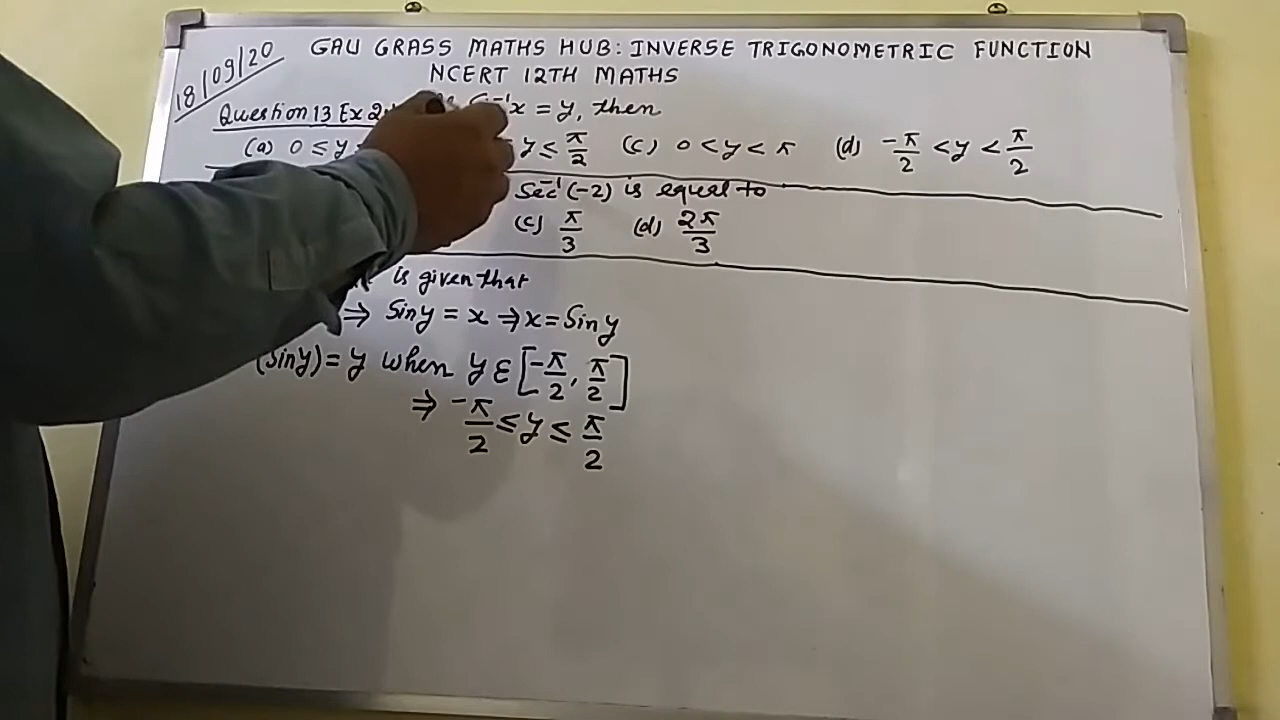 18/09/20
GAU GRASS MATHS HUB: INVERSE TRIGONOMETRIC FUNCTION
NCERT 12TH MATHS
Question 13 Ex 2. x = y, then
(a) 0 ≤ y y ≤ π/2 (c) 0 < y < π (d) -π/2 < y < π/2
Sec⁻¹(-2) is equal to
(c) π/3 (d) 2π/3
is given that
⇒ Sin y = x ⇒ x = Sin y
(Sin y) = y when y ε [-π/2, π/2]
⇒ -π/2 ≤ y ≤ π/2